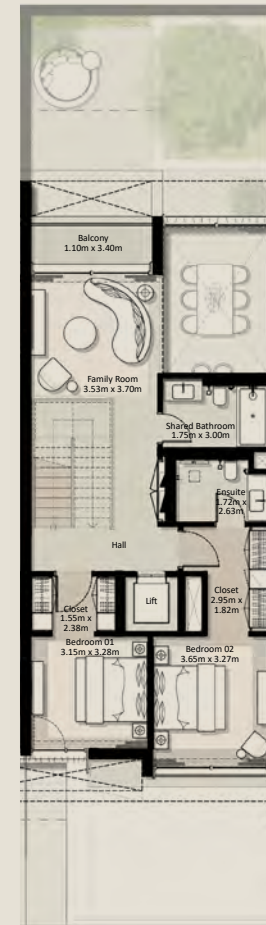 Balcony
1.10m x 3.40m
Family Room
3.53m x 3.70m
Shared Bathroom
1.75m x 3.00m
Ensuite
1.72m x
2.63m
Hall
Closet
1.55m x
2.38m
Lift
Closet
2.95m x
1.82m
Bedroom 01
3.15m x 3.28m
Bedroom 02
3.65m x 3.27m